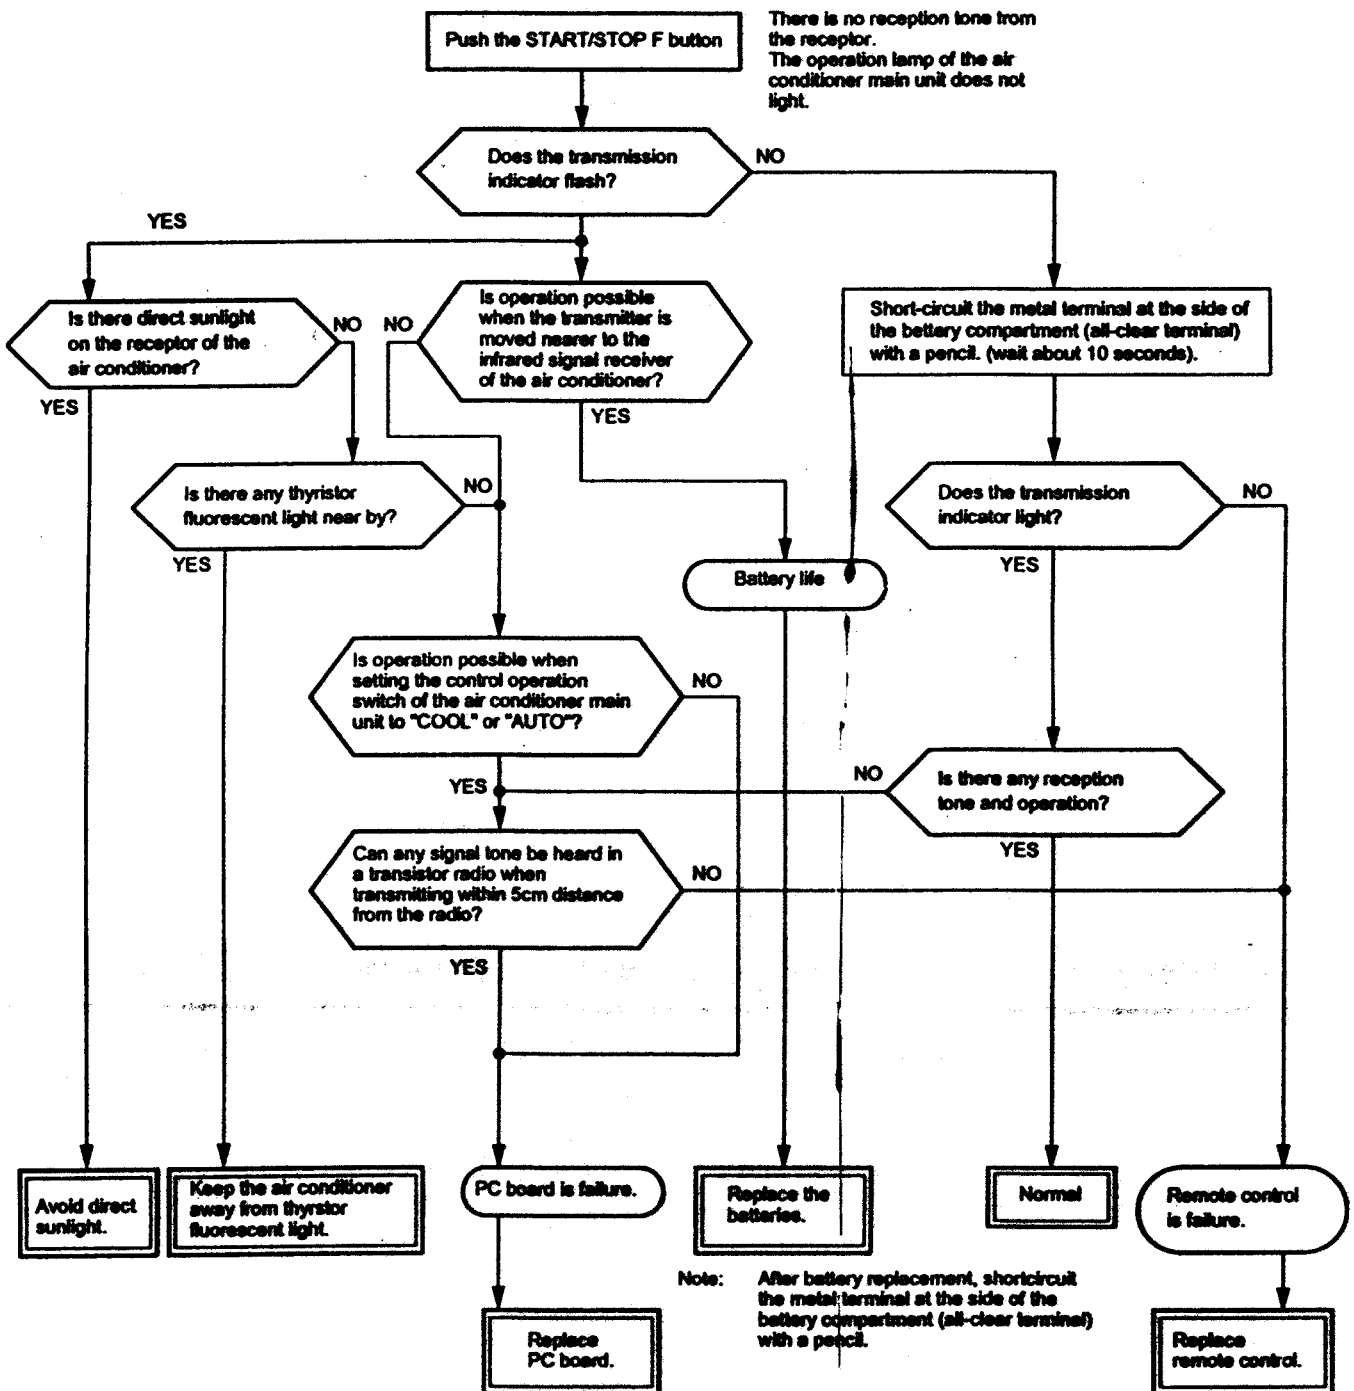 Push the START/STOP F button
There is no reception tone from
the receptor.
The operation lamp of the air
conditioner main unit does not
light.
Does the transmission
indicator flash?
NO
YES
Is there direct sunlight
on the receptor of the
air conditioner?
NO
YES
NO
Is operation possible
when the transmitter is
moved nearer to the
infrared signal receiver
of the air conditioner?
YES
Short-circuit the metal terminal at the side of
the battery compartment (all-clear terminal)
with a pencil. (wait about 10 seconds).
Is there any thyristor
fluorescent light near by?
NO
YES
Does the transmission
indicator light?
NO
YES
Battery life
Is operation possible when
setting the control operation
switch of the air conditioner main
unit to "COOL" or "AUTO"?
NO
YES
NO
Is there any reception
tone and operation?
YES
Can any signal tone be heard in
a transistor radio when
transmitting within 5cm distance
from the radio?
NO
YES
Avoid direct
sunlight.
Keep the air conditioner
away from thyrstor
fluorescent light.
PC board is failure.
Replace the
batteries.
Normal
Remote control
is failure.
Note: After battery replacement, shortcircuit
the metal terminal at the side of the
battery compartment (all-clear terminal)
with a pencil.
Replace
PC board.
Replace
remote control.